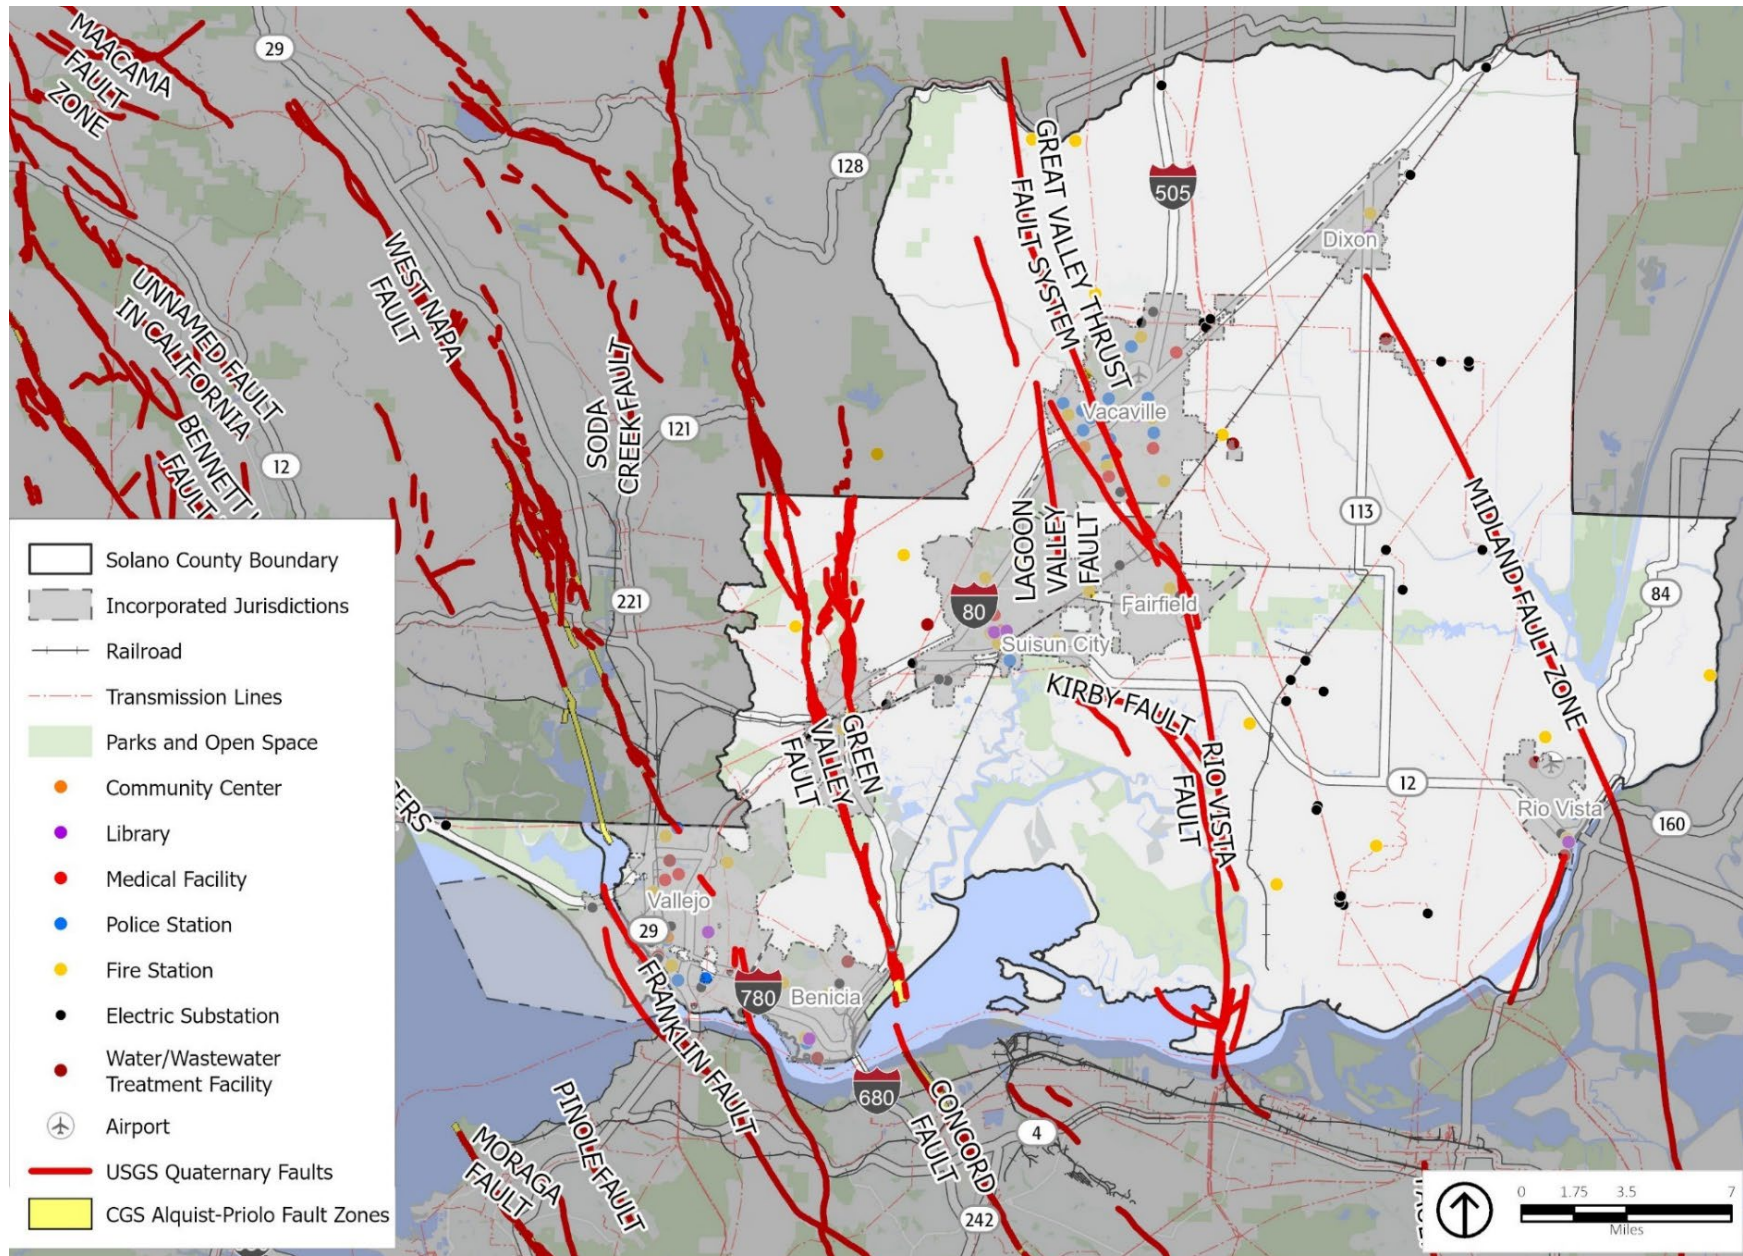 MAACAMA
FAULT
ZONE
29
128
GREAT VALLEY THRUST
FAULT SYSTEM
505
Dixon
WEST NAPA
FAULT
UNNAMED FAULT
IN CALIFORNIA
BENNETT
FAULT
12
SODA
CREEK FAULT
121
Vacaville
LAGOON
VALLEY
FAULT
113
MIDLAND FAULT ZONE
84
221
80
Fairfield
Suisun City
KIRBY FAULT
GREEN
VALLEY
FAULT
RIO VISTA
FAULT
12
Rio Vista
160
ERS
Vallejo
29
FRANKLIN FAULT
780
Benicia
680
CONCORD
FAULT
4
PINOLE FAULT
MORAGA
FAULT
242
Solano County Boundary
Incorporated Jurisdictions
Railroad
Transmission Lines
Parks and Open Space
Community Center
Library
Medical Facility
Police Station
Fire Station
Electric Substation
Water/Wastewater
Treatment Facility
Airport
USGS Quaternary Faults
CGS Alquist-Priolo Fault Zones
0 1.75 3.5 7
Miles